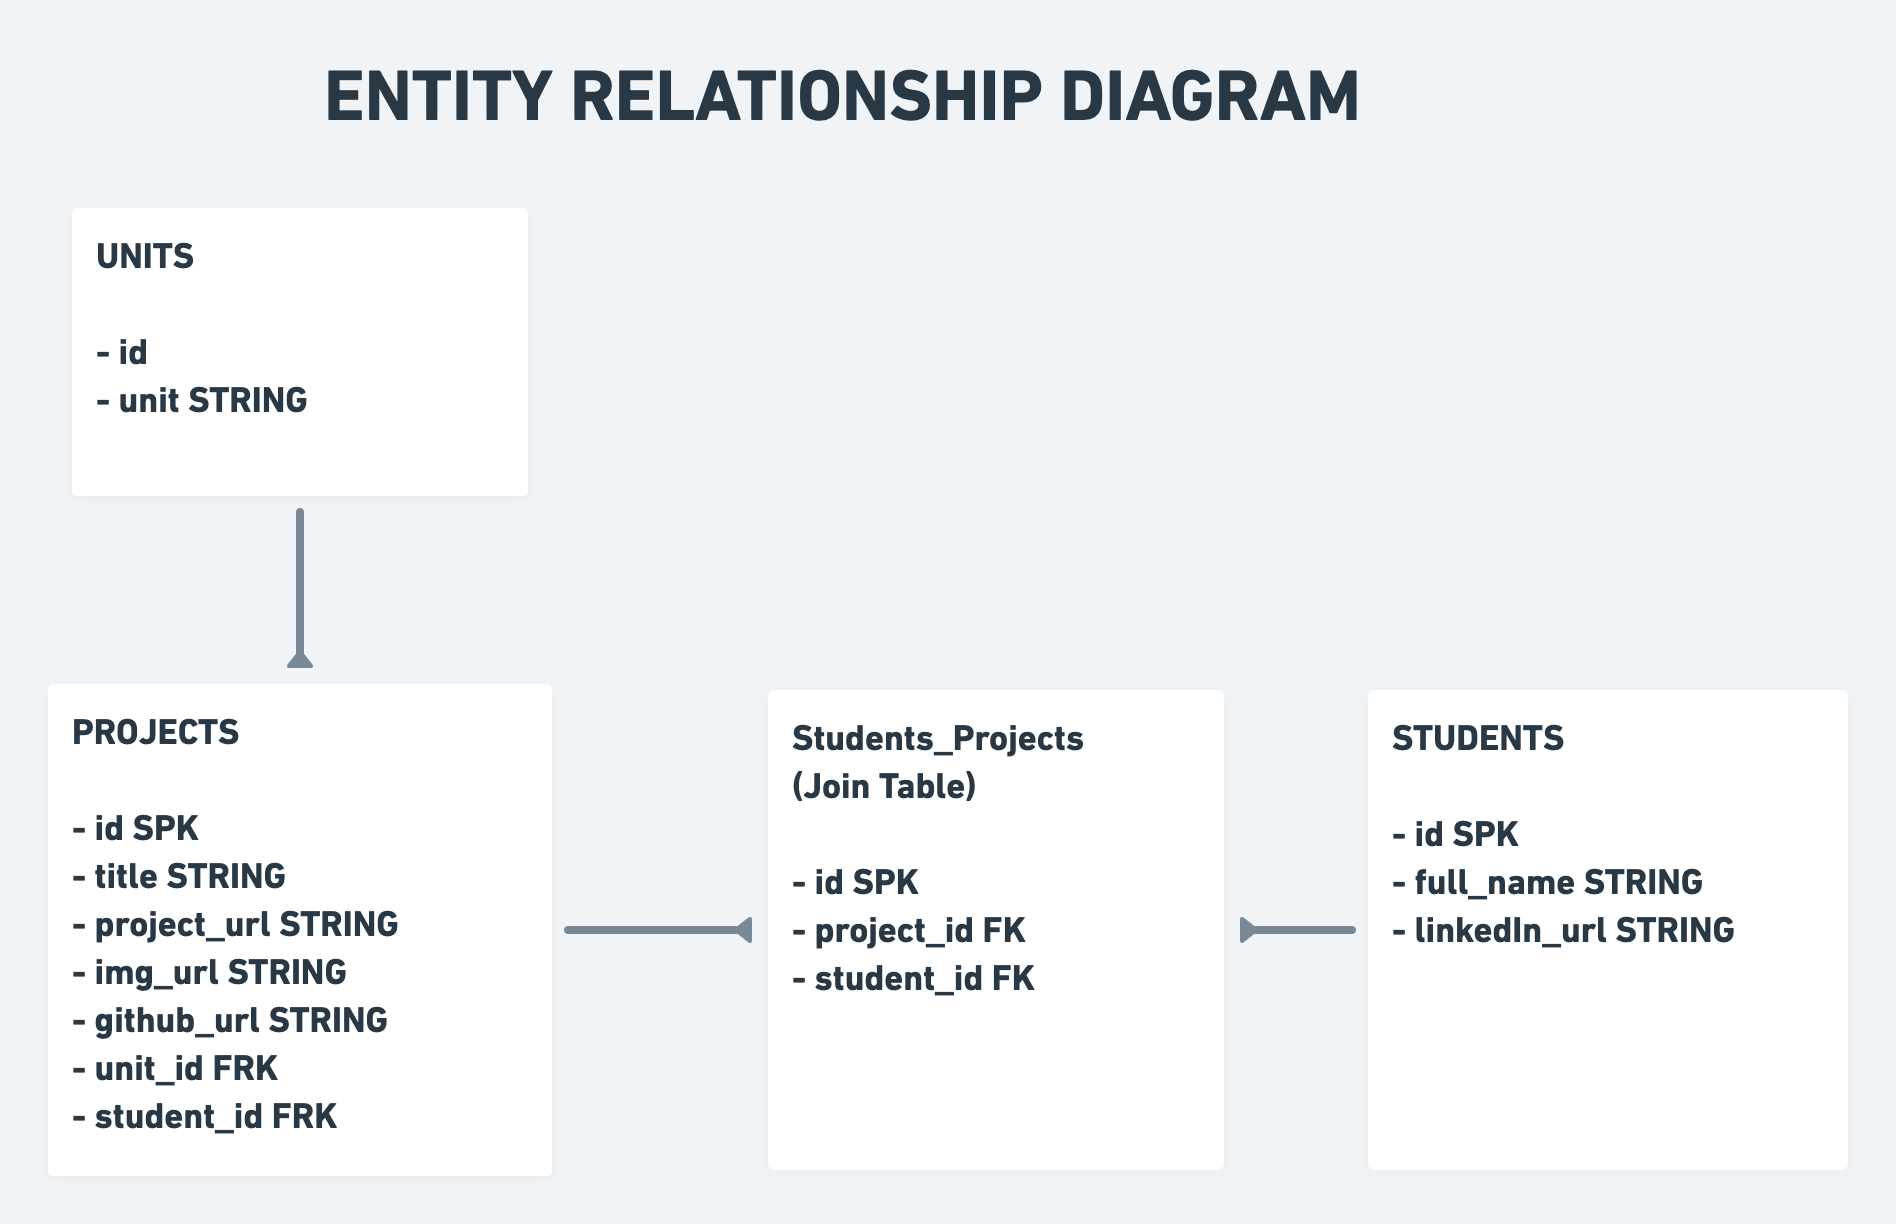 ENTITY RELATIONSHIP DIAGRAM
UNITS
- id
- unit STRING
PROJECTS
- id SPK
- title STRING
- project_url STRING
- img_url STRING
- github_url STRING
- unit_id FRK
- student_id FRK
Students_Projects
(Join Table)
- id SPK
- project_id FK
- student_id FK
STUDENTS
- id SPK
- full_name STRING
- linkedIn_url STRING